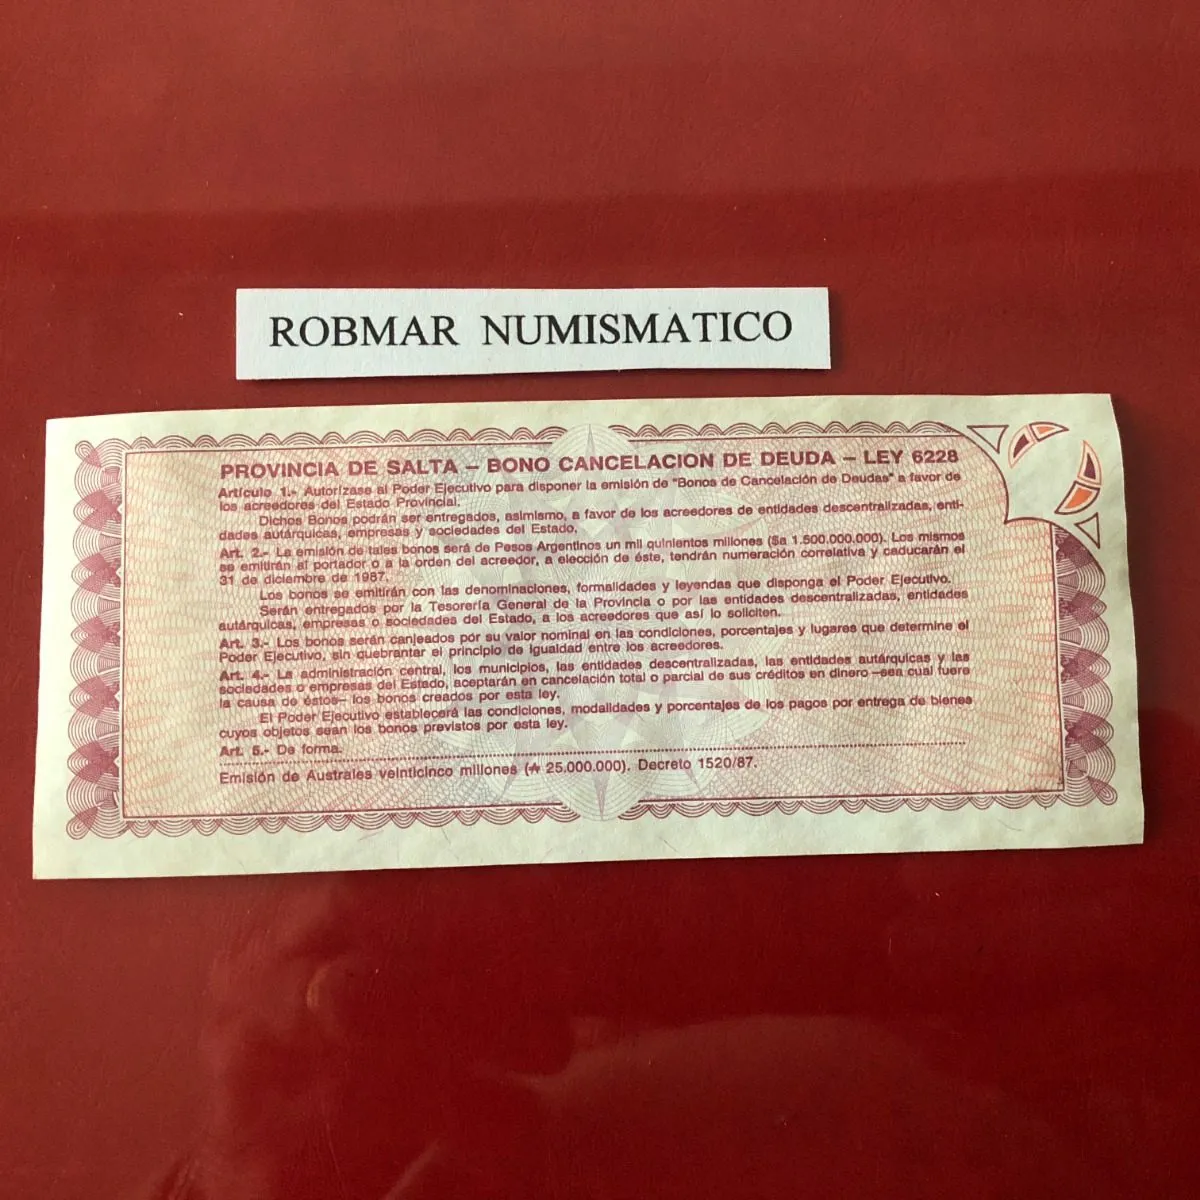 ROBMAR NUMISMATICO
PROVINCIA DE SALTA – BONO CANCELACION DE DEUDA – LEY 6228
Artículo 1.- Autorízase al Poder Ejecutivo para disponer la emisión de "Bonos de Cancelación de Deudas" a favor de
los acreedores del Estado Provincial.
Dichos Bonos podrán ser entregados, asimismo, a favor de los acreedores de entidades descentralizadas, enti-
dades autárquicas, empresas y sociedades del Estado.
Art. 2.- La emisión de tales bonos será de Pesos Argentinos un mil quinientos millones ($a 1.500.000.000). Los mismos
se emitirán al portador o a la orden del acreedor, a elección de éste, tendrán numeración correlativa y caducarán el
31 de diciembre de 1987.
Los bonos se emitirán con las denominaciones, formalidades y leyendas que disponga el Poder Ejecutivo.
Serán entregados por la Tesorería General de la Provincia o por las entidades descentralizadas, entidades
autárquicas, empresas o sociedades del Estado, a los acreedores que así lo soliciten.
Art. 3.- Los bonos serán canjeados por su valor nominal en las condiciones, porcentajes y lugares que determine el
Poder Ejecutivo, sin quebrantar el principio de igualdad entre los acreedores.
Art. 4.- La administración central, los municipios, las entidades descentralizadas, las entidades autárquicas y las
sociedades o empresas del Estado, aceptarán en cancelación total o parcial de sus créditos en dinero –sea cual fuere
la causa de éstos– los bonos creados por esta ley.
El Poder Ejecutivo establecerá las condiciones, modalidades y porcentajes de los pagos por entrega de bienes
cuyos objetos sean los bonos previstos por esta ley.
Art. 5.- De forma.
Emisión de Australes veinticinco millones (₳ 25.000.000). Decreto 1520/87.